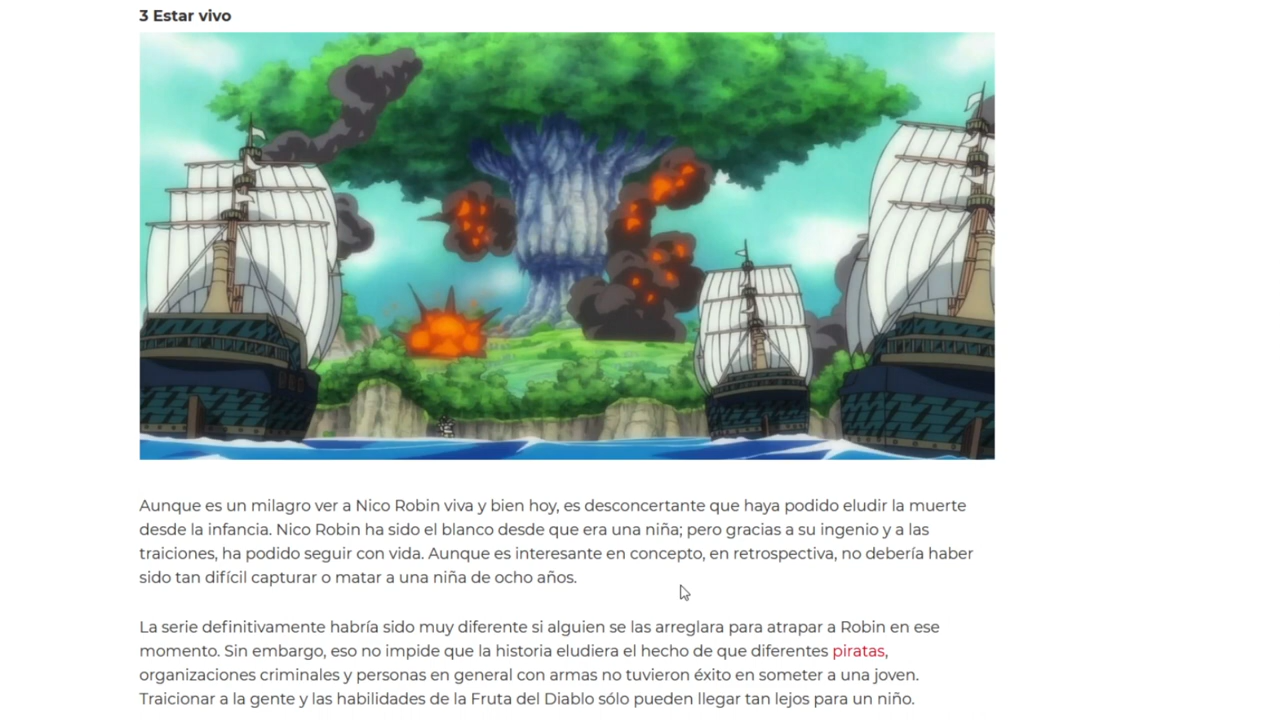 3 Estar vivo
Aunque es un milagro ver a Nico Robin viva y bien hoy, es desconcertante que haya podido eludir la muerte
desde la infancia. Nico Robin ha sido el blanco desde que era una niña; pero gracias a su ingenio y a las
traiciones, ha podido seguir con vida. Aunque es interesante en concepto, en retrospectiva, no debería haber
sido tan difícil capturar o matar a una niña de ocho años.
La serie definitivamente habría sido muy diferente si alguien se las arreglara para atrapar a Robin en ese
momento. Sin embargo, eso no impide que la historia eludiera el hecho de que diferentes piratas,
organizaciones criminales y personas en general con armas no tuvieron éxito en someter a una joven.
Traicionar a la gente y las habilidades de la Fruta del Diablo sólo pueden llegar tan lejos para un niño.